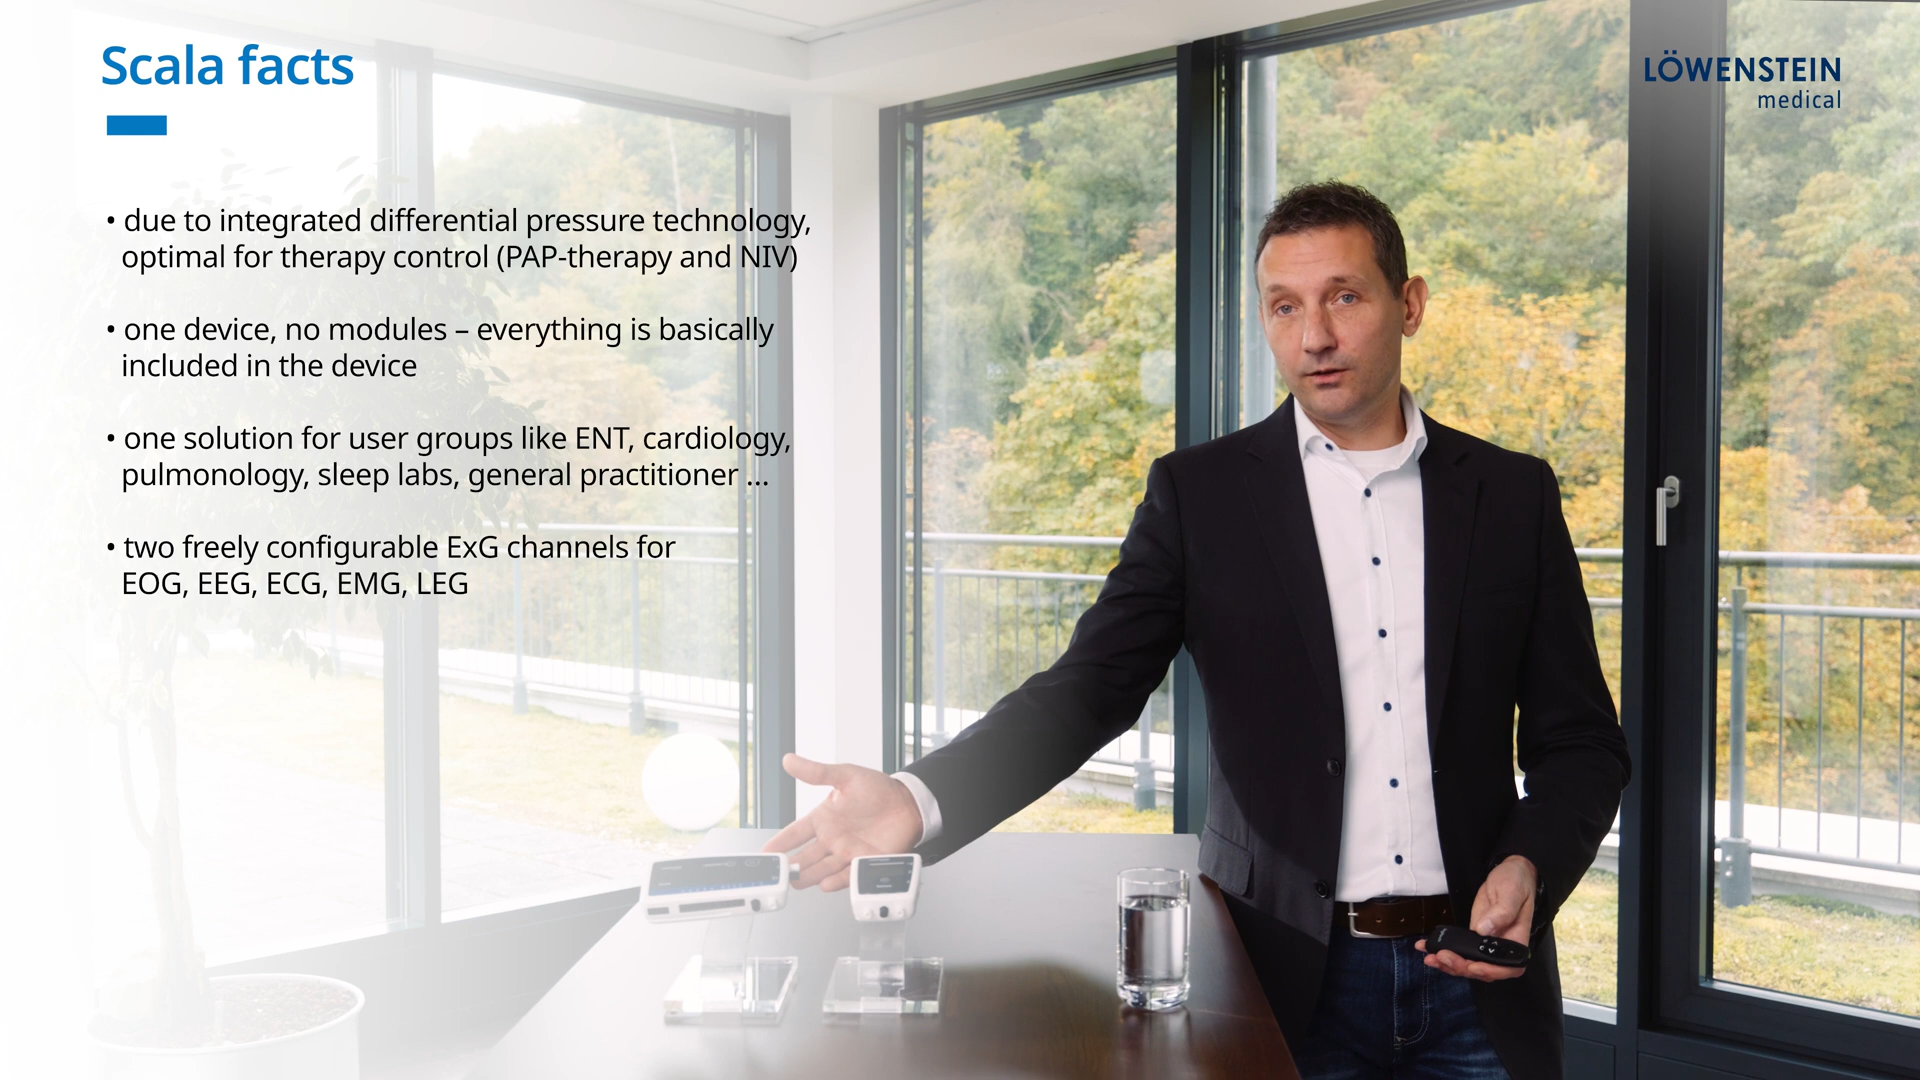 Scala facts
LÖWENSTEIN
medical
• due to integrated differential pressure technology,
optimal for therapy control (PAP-therapy and NIV)
• one device, no modules – everything is basically
included in the device
• one solution for user groups like ENT, cardiology,
pulmonology, sleep labs, general practitioner ...
• two freely configurable ExG channels for
EOG, EEG, ECG, EMG, LEG